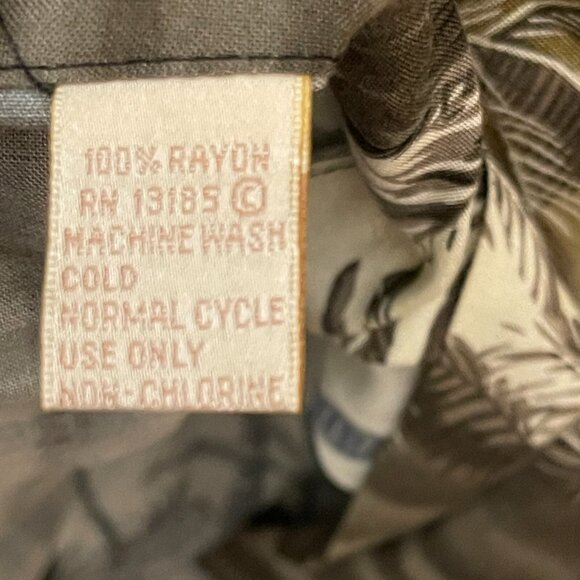 100% RAYON
RN 13185 ©
MACHINE WASH
COLD
NORMAL CYCLE
USE ONLY
NON-CHLORINE